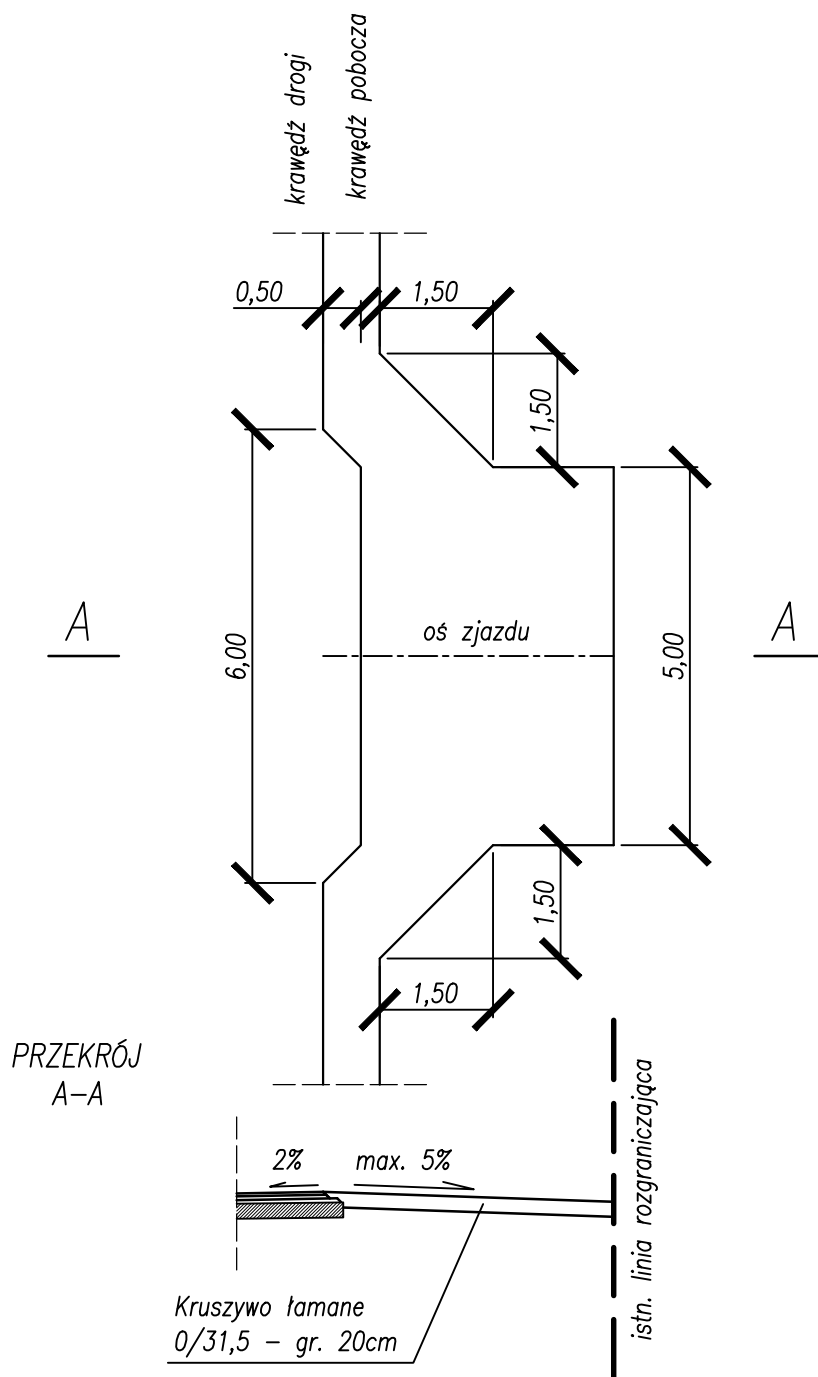 krawędź drogi
krawędź pobocza
0,50
1,50
1,50
A
6,00
oś zjazdu
5,00
A
1,50
1,50
PRZEKRÓJ
A–A
2%
max. 5%
istn. linia rozgraniczająca
Kruszywo łamane
0/31,5 – gr. 20cm